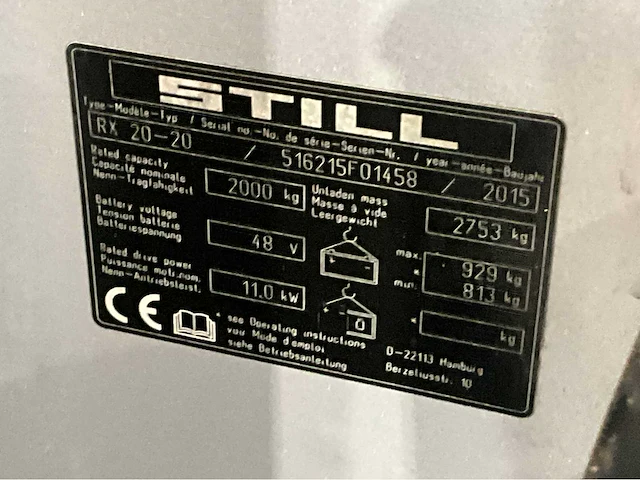 STILL
Type-Modèle-Typ / Serial no.-No. de série-Serien-Nr. / year-année-Baujahr
RX 20-20 / 516215F01458 / 2015
Rated capacity
Capacité nominale
Nenn-Tragfähigkeit
2000 kg
Unladen mass
Masse à vide
Leergewicht
2753 kg
Battery voltage
Tension batterie
Batteriespannung
48 V
max. 929 kg
* min. 813 kg
Rated drive power
Puissance mot.nom.
Nenn-Antriebsleist.
11.0 kW
* kg
CE
* see Operating instructions
voir Mode d'emploi
siehe Betriebsanleitung
D-22113 Hamburg
Berzeliusstr. 10